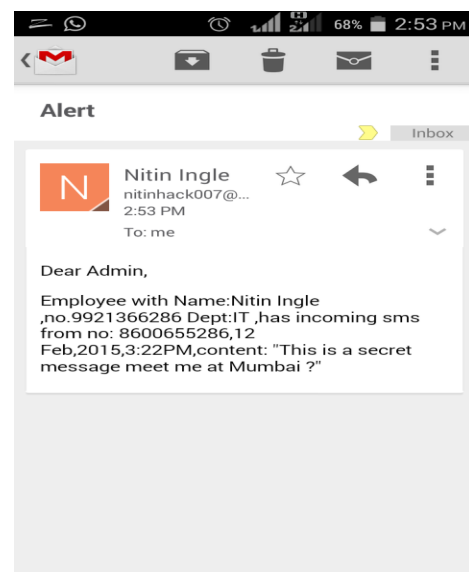 68% 2:53 PM
Alert
Inbox
N
Nitin Ingle
nitinhack007@...
2:53 PM
To: me
Dear Admin,
Employee with Name:Nitin Ingle
,no.9921366286 Dept:IT ,has incoming sms
from no: 8600655286,12
Feb,2015,3:22PM,content: "This is a secret
message meet me at Mumbai ?"